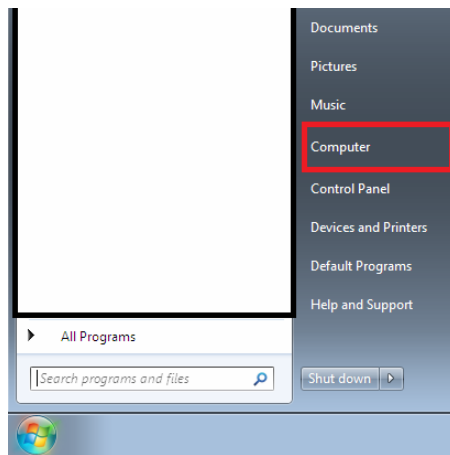 Documents
Pictures
Music
Computer
Control Panel
Devices and Printers
Default Programs
Help and Support
All Programs
Search programs and files
Shut down